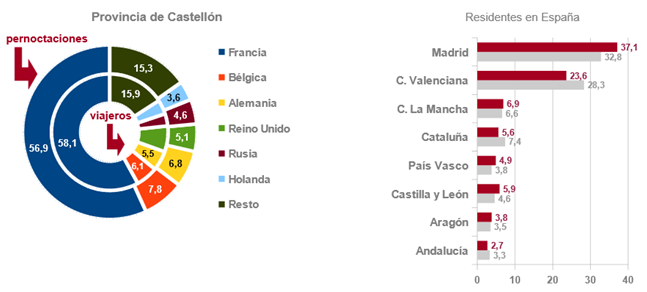 Provincia de Castellón
pernoctaciones
viajeros
15,3
15,9
3,6
4,6
5,1
5,5
6,8
6,1
7,8
58,1
56,9
Francia
Bélgica
Alemania
Reino Unido
Rusia
Holanda
Resto
Residentes en España
Madrid 37,1
32,8
C. Valenciana 23,6
28,3
C. La Mancha 6,9
6,6
Cataluña 5,6
7,4
País Vasco 4,9
3,8
Castilla y León 5,9
4,6
Aragón 3,8
3,5
Andalucía 2,7
3,3
0 10 20 30 40